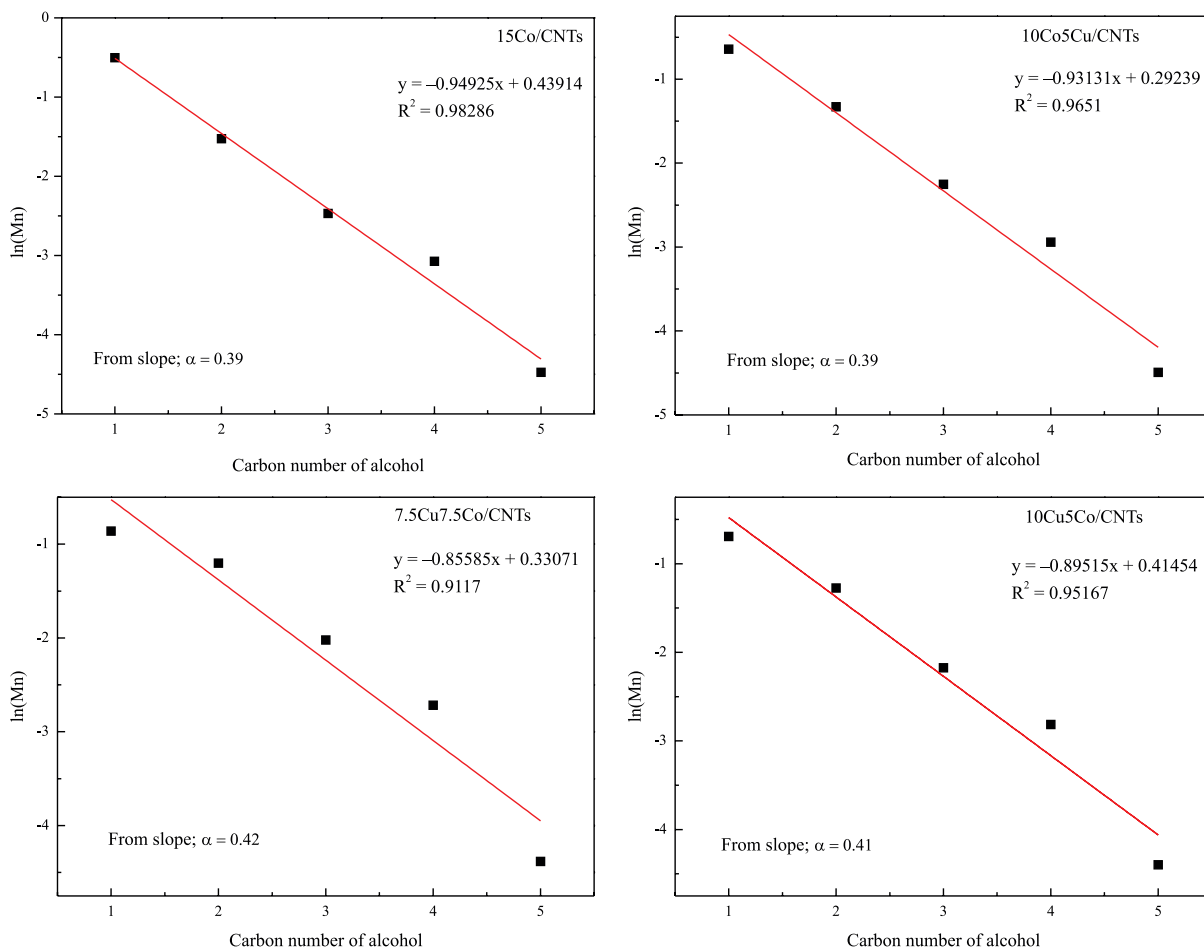 15Co/CNTs
y = –0.94925x + 0.43914
R² = 0.98286
From slope; α = 0.39
ln(Mn)
0
-1
-2
-3
-4
-5
1 2 3 4 5
Carbon number of alcohol
10Co5Cu/CNTs
y = –0.93131x + 0.29239
R² = 0.9651
From slope; α = 0.39
ln(Mn)
-1
-2
-3
-4
-5
1 2 3 4 5
Carbon number of alcohol
7.5Cu7.5Co/CNTs
y = –0.85585x + 0.33071
R² = 0.9117
From slope; α = 0.42
ln(Mn)
-1
-2
-3
-4
1 2 3 4 5
Carbon number of alcohol
10Cu5Co/CNTs
y = –0.89515x + 0.41454
R² = 0.95167
From slope; α = 0.41
ln(Mn)
-1
-2
-3
-4
1 2 3 4 5
Carbon number of alcohol